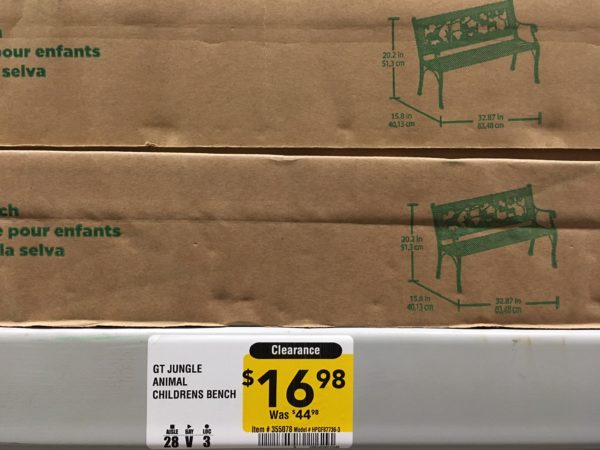 pour enfants
selva
20.2 in
51,3 cm
15.8 in
40,13 cm
32.87 in
83,48 cm
ch
e pour enfants
la selva
20.2 in
51,3 cm
15.8 in
40,13 cm
32.87 in
83,48 cm
Clearance
GT JUNGLE
ANIMAL
CHILDRENS BENCH
$16.98
Was $44.98
Item # 355078 Model # HPGF87736-3
AISLE BAY LOC
28 V 3